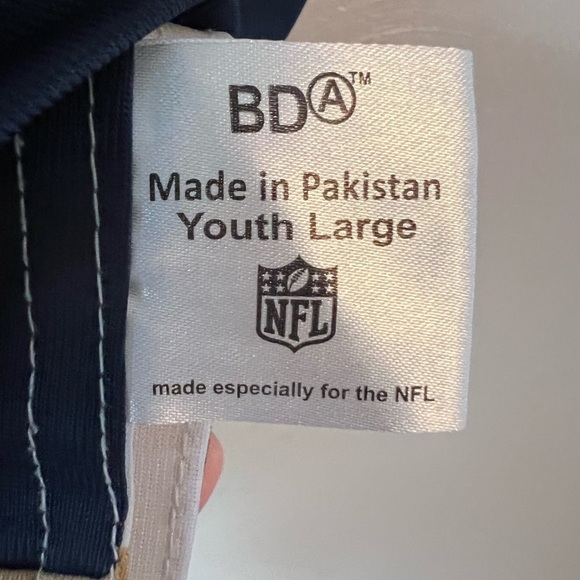 BDA™
Made in Pakistan
Youth Large
NFL
made especially for the NFL